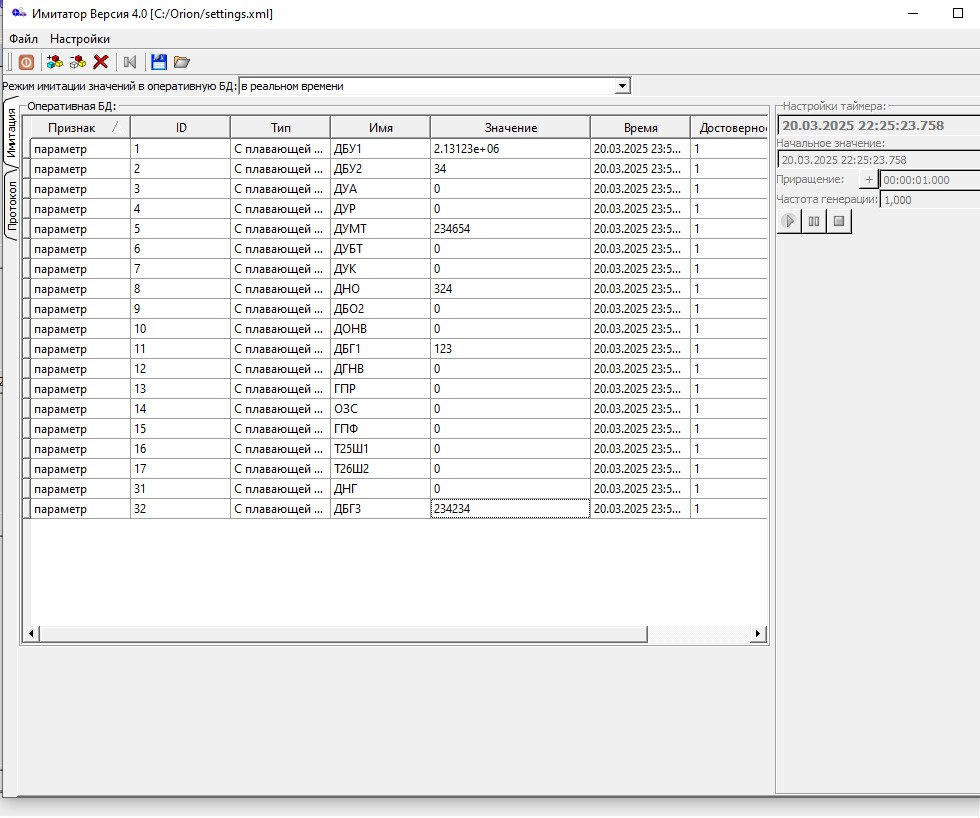 Имитатор Версия 4.0 [C:/Orion/settings.xml]
Файл Настройки
Режим имитации значений в оперативную БД: в реальном времени
Имитация
Протокол
Оперативная БД:
Признак / ID Тип Имя Значение Время Достоверно
параметр 1 С плавающей ... ДБУ1 2.13123e+06 20.03.2025 23:5... 1
параметр 2 С плавающей ... ДБУ2 34 20.03.2025 23:5... 1
параметр 3 С плавающей ... ДУА 0 20.03.2025 23:5... 1
параметр 4 С плавающей ... ДУР 0 20.03.2025 23:5... 1
параметр 5 С плавающей ... ДУМТ 234654 20.03.2025 23:5... 1
параметр 6 С плавающей ... ДУБТ 0 20.03.2025 23:5... 1
параметр 7 С плавающей ... ДУК 0 20.03.2025 23:5... 1
параметр 8 С плавающей ... ДНО 324 20.03.2025 23:5... 1
параметр 9 С плавающей ... ДБО2 0 20.03.2025 23:5... 1
параметр 10 С плавающей ... ДОНВ 0 20.03.2025 23:5... 1
параметр 11 С плавающей ... ДБГ1 123 20.03.2025 23:5... 1
параметр 12 С плавающей ... ДГНВ 0 20.03.2025 23:5... 1
параметр 13 С плавающей ... ГПР 0 20.03.2025 23:5... 1
параметр 14 С плавающей ... ОЗС 0 20.03.2025 23:5... 1
параметр 15 С плавающей ... ГПФ 0 20.03.2025 23:5... 1
параметр 16 С плавающей ... Т25Ш1 0 20.03.2025 23:5... 1
параметр 17 С плавающей ... Т26Ш2 0 20.03.2025 23:5... 1
параметр 31 С плавающей ... ДНГ 0 20.03.2025 23:5... 1
параметр 32 С плавающей ... ДБГ3 234234 20.03.2025 23:5... 1
Настройки таймера:
20.03.2025 22:25:23.758
Начальное значение:
20.03.2025 22:25:23.758
Приращение: + 00:00:01.000
Частота генерации: 1,000